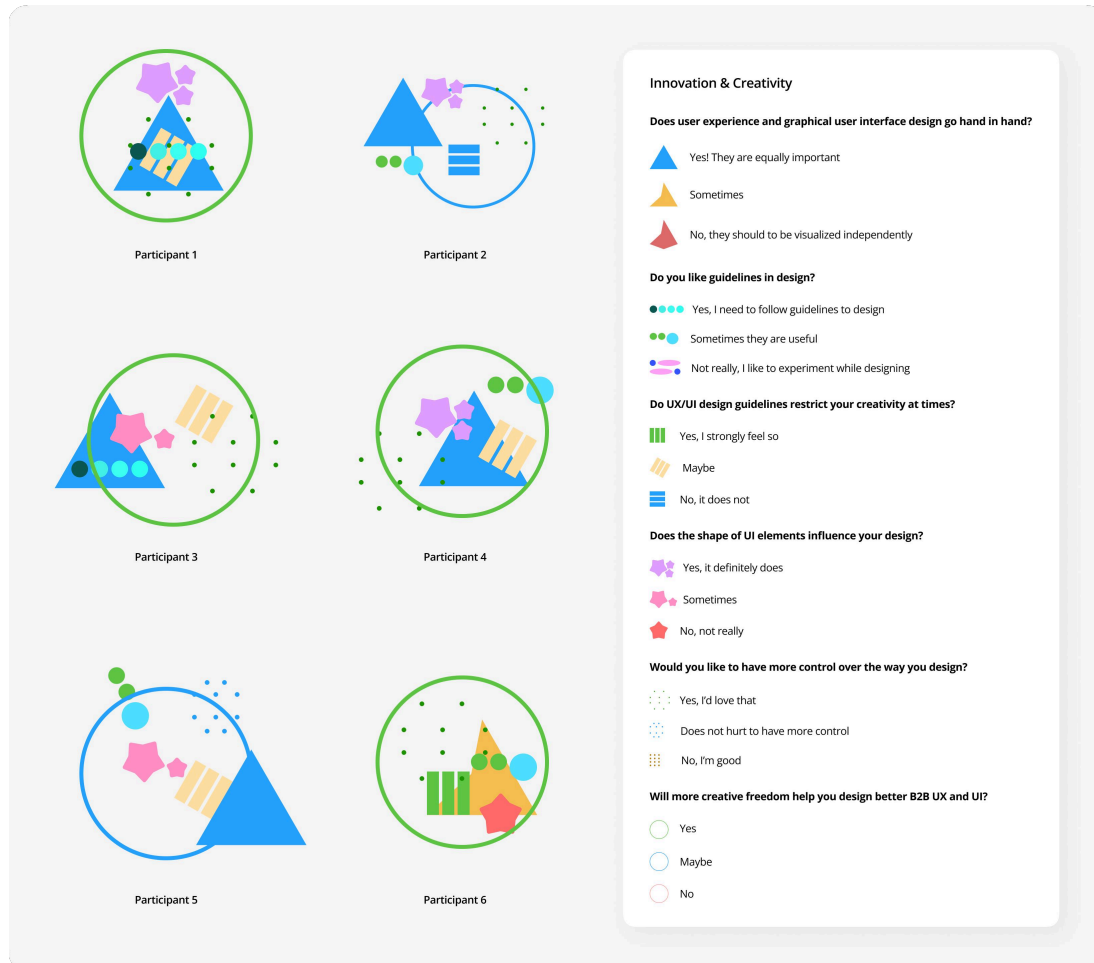 Participant 1
Participant 2
Participant 3
Participant 4
Participant 5
Participant 6
Innovation & Creativity
Does user experience and graphical user interface design go hand in hand?
Yes! They are equally important
Sometimes
No, they should to be visualized independently
Do you like guidelines in design?
Yes, I need to follow guidelines to design
Sometimes they are useful
Not really, I like to experiment while designing
Do UX/UI design guidelines restrict your creativity at times?
Yes, I strongly feel so
Maybe
No, it does not
Does the shape of UI elements influence your design?
Yes, it definitely does
Sometimes
No, not really
Would you like to have more control over the way you design?
Yes, I'd love that
Does not hurt to have more control
No, I'm good
Will more creative freedom help you design better B2B UX and UI?
Yes
Maybe
No